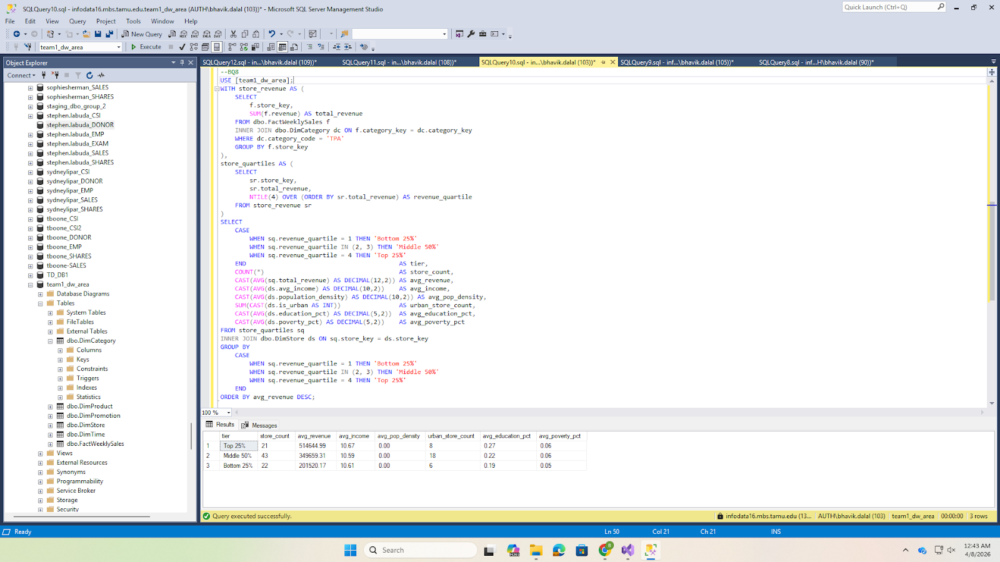 SQLQuery10.sql - infodata16.mbs.tamu.edu.team1_dw_area (AUTH\bhavik.dalal (103))* - Microsoft SQL Server Management Studio
Quick Launch (Ctrl+Q)
File Edit View Query Project Tools Window Help
New Query
team1_dw_area
Execute
Object Explorer
Connect
sophiesherman_SALES
sophiesherman_SHARES
staging_dbo_group_2
stephen.labuda_CSI
stephen.labuda_DONOR
stephen.labuda_EMP
stephen.labuda_EXAM
stephen.labuda_SALES
stephen.labuda_SHARES
sydneylipar_CSI
sydneylipar_DONOR
sydneylipar_EMP
sydneylipar_SALES
sydneylipar_SHARES
tboone_CSI
tboone_CSI2
tboone_DONOR
tboone_EMP
tboone_SHARES
tboone-SALES
TD_DB1
team1_dw_area
Database Diagrams
Tables
System Tables
FileTables
External Tables
dbo.DimCategory
Columns
Keys
Constraints
Triggers
Indexes
Statistics
dbo.DimProduct
dbo.DimPromotion
dbo.DimStore
dbo.DimTime
dbo.FactWeeklySales
Views
External Resources
Synonyms
Programmability
Service Broker
Storage
Security
SQLQuery12.sql - in...\bhavik.dalal (109))* SQLQuery11.sql - in...\bhavik.dalal (108))* SQLQuery10.sql - in...\bhavik.dalal (103))* SQLQuery9.sql - inf...\bhavik.dalal (105))* SQLQuery8.sql - inf...H\bhavik.dalal (90))*
--BQ8
USE [team1_dw_area];
WITH store_revenue AS (
SELECT
f.store_key,
SUM(f.revenue) AS total_revenue
FROM dbo.FactWeeklySales f
INNER JOIN dbo.DimCategory dc ON f.category_key = dc.category_key
WHERE dc.category_code = 'TPA'
GROUP BY f.store_key
),
store_quartiles AS (
SELECT
sr.store_key,
sr.total_revenue,
NTILE(4) OVER (ORDER BY sr.total_revenue) AS revenue_quartile
FROM store_revenue sr
)
SELECT
CASE
WHEN sq.revenue_quartile = 1 THEN 'Bottom 25%'
WHEN sq.revenue_quartile IN (2, 3) THEN 'Middle 50%'
WHEN sq.revenue_quartile = 4 THEN 'Top 25%'
END AS tier,
COUNT(*) AS store_count,
CAST(AVG(sq.total_revenue) AS DECIMAL(12,2)) AS avg_revenue,
CAST(AVG(ds.avg_income) AS DECIMAL(10,2)) AS avg_income,
CAST(AVG(ds.population_density) AS DECIMAL(10,2)) AS avg_pop_density,
SUM(CAST(ds.is_urban AS INT)) AS urban_store_count,
CAST(AVG(ds.education_pct) AS DECIMAL(5,2)) AS avg_education_pct,
CAST(AVG(ds.poverty_pct) AS DECIMAL(5,2)) AS avg_poverty_pct
FROM store_quartiles sq
INNER JOIN dbo.DimStore ds ON sq.store_key = ds.store_key
GROUP BY
CASE
WHEN sq.revenue_quartile = 1 THEN 'Bottom 25%'
WHEN sq.revenue_quartile IN (2, 3) THEN 'Middle 50%'
WHEN sq.revenue_quartile = 4 THEN 'Top 25%'
END
ORDER BY avg_revenue DESC;
100 %
Results Messages
tier store_count avg_revenue avg_income avg_pop_density urban_store_count avg_education_pct avg_poverty_pct
1 Top 25% 21 514644.99 10.67 0.00 8 0.27 0.06
2 Middle 50% 43 349659.31 10.59 0.00 18 0.22 0.06
3 Bottom 25% 22 201520.17 10.61 0.00 6 0.19 0.05
Query executed successfully. infodata16.mbs.tamu.edu (13... AUTH\bhavik.dalal (103) team1_dw_area 00:00:00 3 rows
Ready Ln 50 Col 21 Ch 21 INS
Search
12:43 AM
4/8/2026